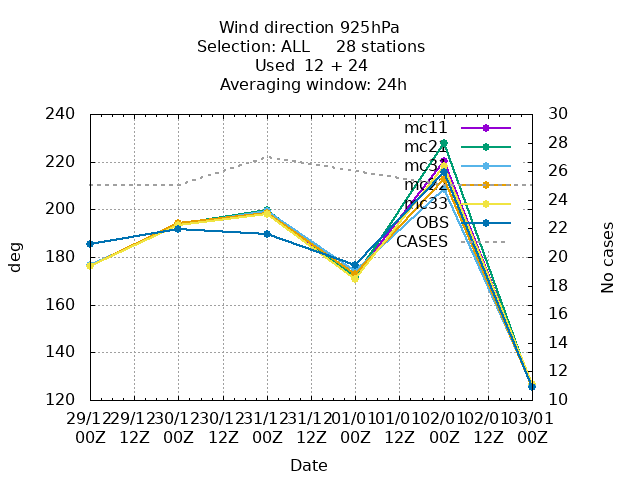 Wind direction 925hPa
Selection: ALL 28 stations
Used 12 + 24
Averaging window: 24h
240
220
200
180
160
140
120
deg
30
28
26
24
22
20
18
16
14
12
10
No cases
mc11
mc21
mc33
OBS
CASES
29/12 29/12 30/12 30/12 31/12 31/12 01/01 01/01 02/01 02/01 03/01
00Z 12Z 00Z 12Z 00Z 12Z 00Z 12Z 00Z 12Z 00Z
Date